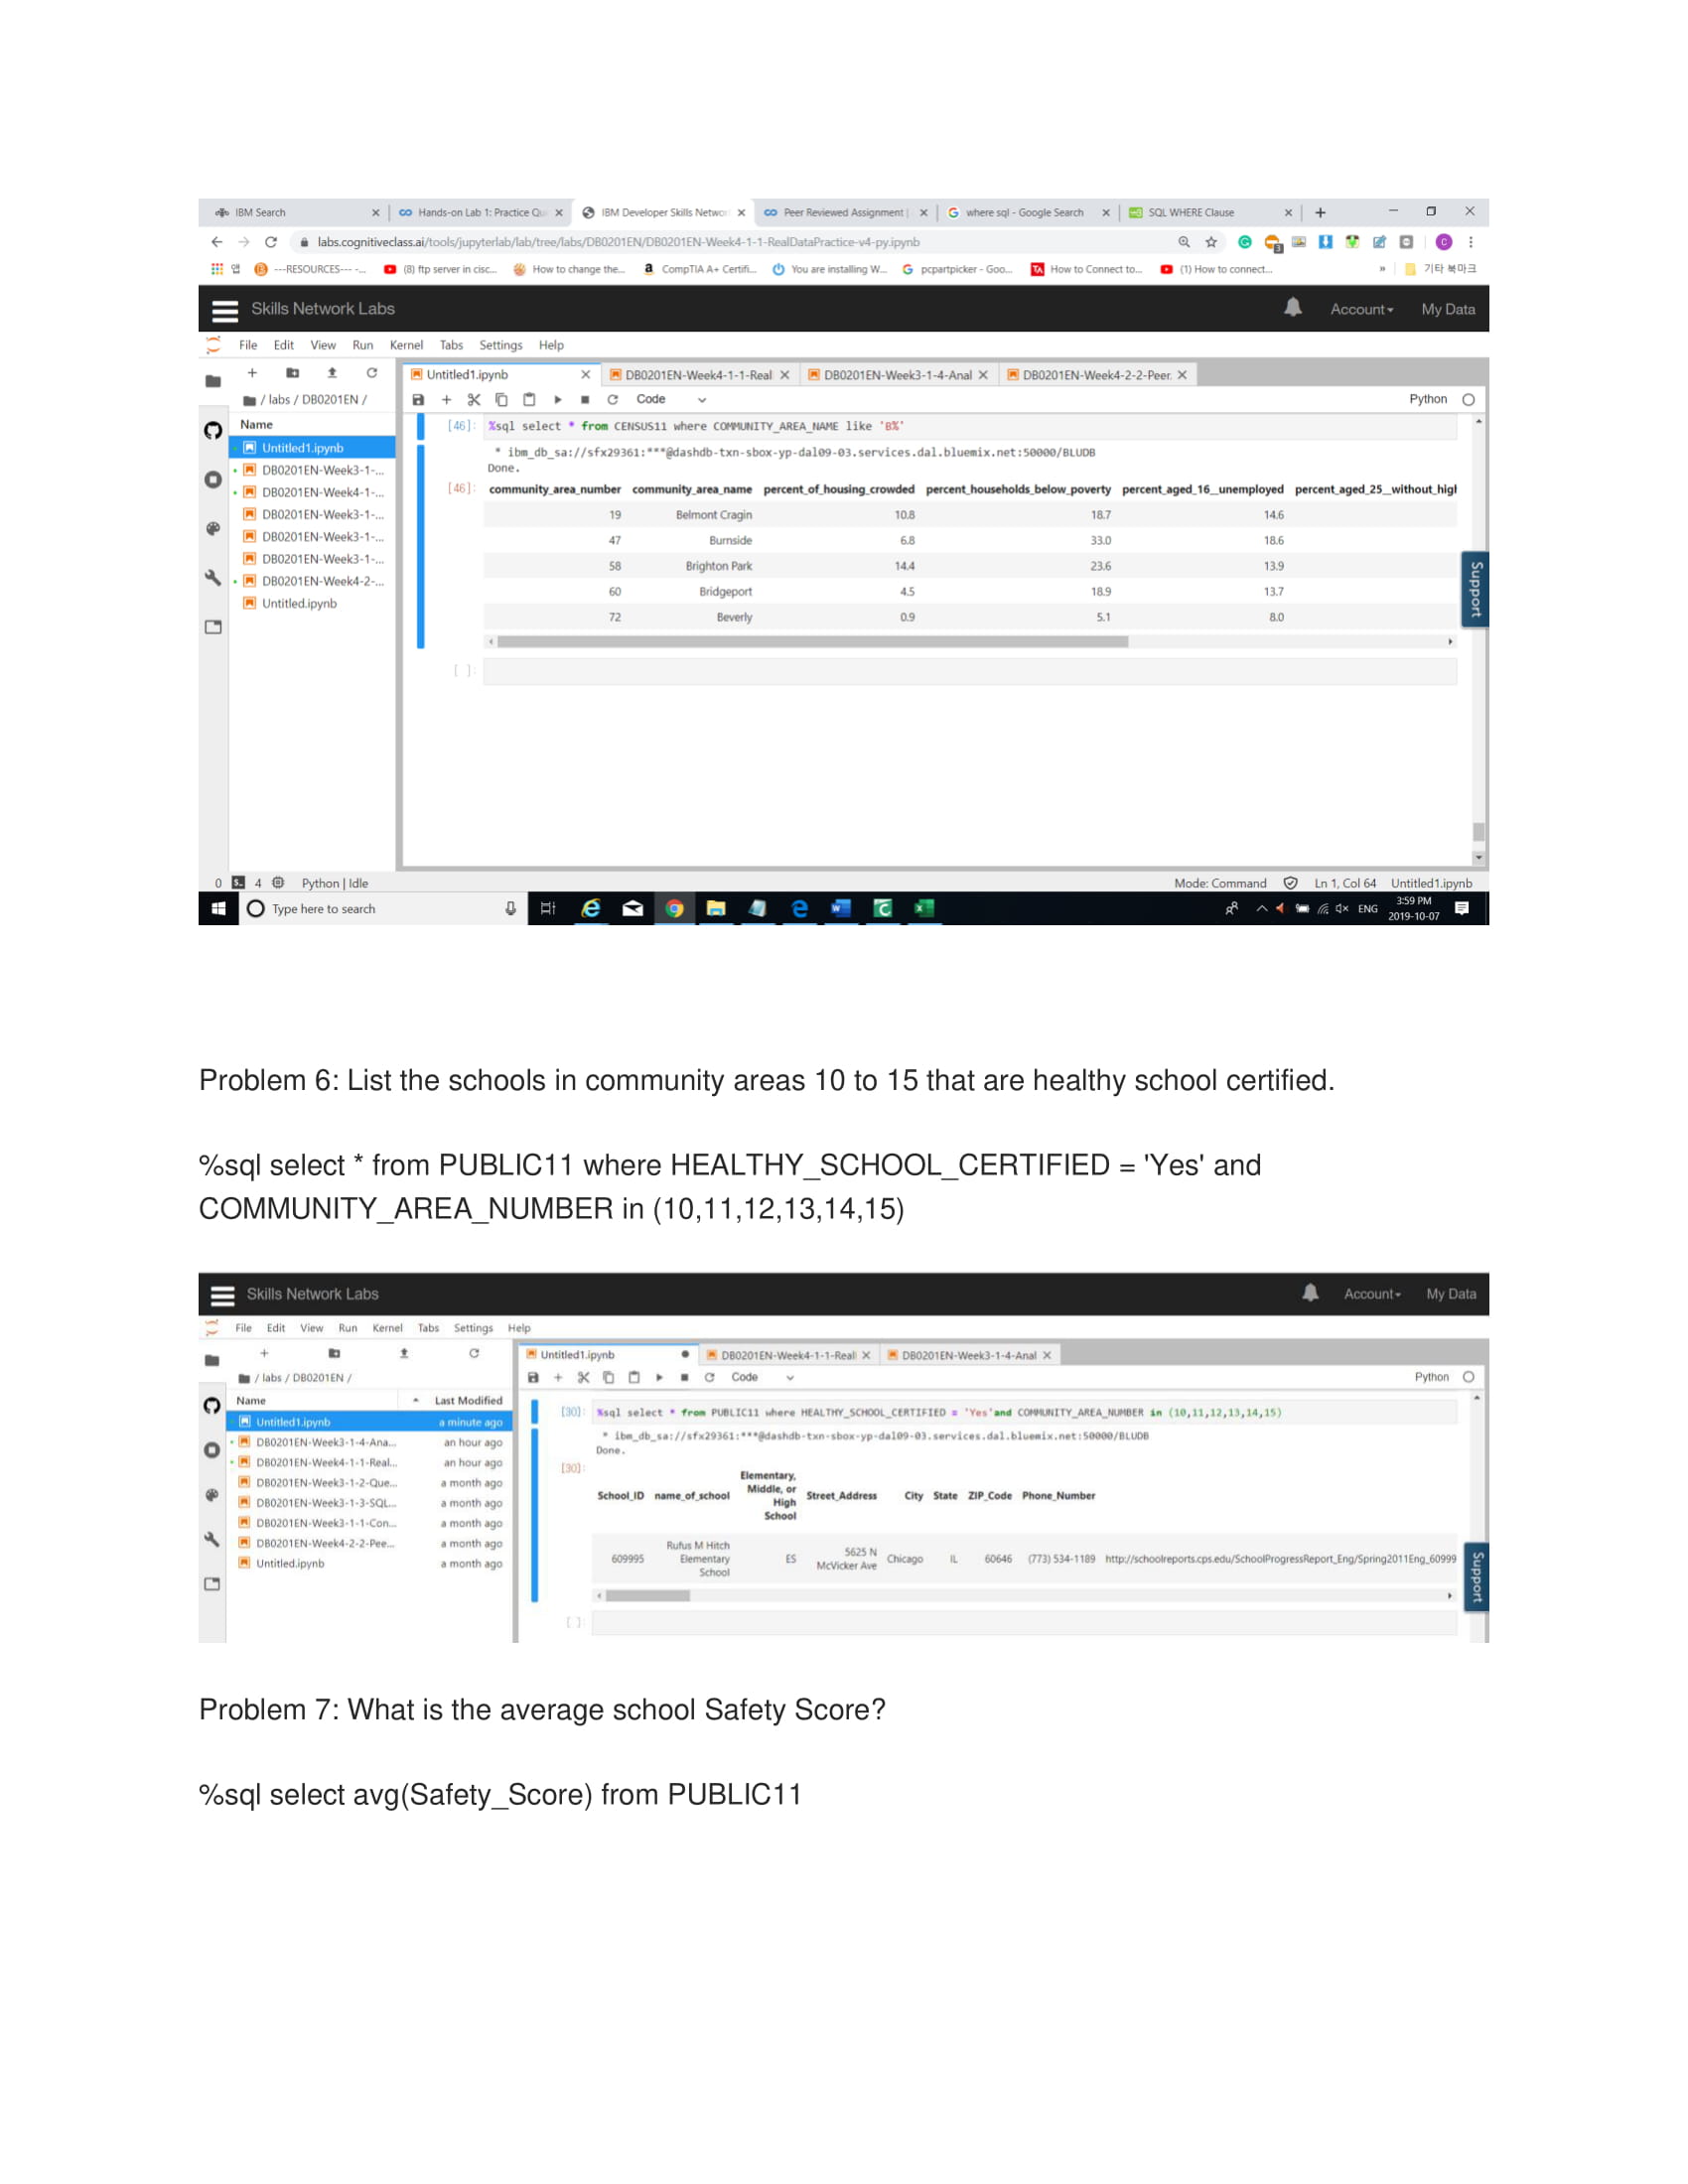 IBM Search
Hands-on Lab 1: Practice Qu
IBM Developer Skills Networ
Peer Reviewed Assignment |
where sql - Google Search
SQL WHERE Clause
labs.cognitiveclass.ai/tools/jupyterlab/lab/tree/labs/DB0201EN/DB0201EN-Week4-1-1-RealDataPractice-v4-py.ipynb
앱 ---RESOURCES--- -... (8) ftp server in cisc... How to change the... CompTIA A+ Certifi... You are installing W... pcpartpicker - Goo... How to Connect to... (1) How to connect... » 기타 북마크
Skills Network Labs Account My Data
File Edit View Run Kernel Tabs Settings Help
Untitled1.ipynb DB0201EN-Week4-1-1-Real DB0201EN-Week3-1-4-Anal DB0201EN-Week4-2-2-Peer.
/ labs / DB0201EN / Code Python
Name
Untitled1.ipynb
DB0201EN-Week3-1-...
DB0201EN-Week4-1-...
DB0201EN-Week3-1-...
DB0201EN-Week3-1-...
DB0201EN-Week3-1-...
DB0201EN-Week4-2-...
Untitled.ipynb
[46]: %sql select * from CENSUS11 where COMMUNITY_AREA_NAME like 'B%'
* ibm_db_sa://sfx29361:***@dashdb-txn-sbox-yp-dal09-03.services.dal.bluemix.net:50000/BLUDB
Done.
[46]: community_area_number community_area_name percent_of_housing_crowded percent_households_below_poverty percent_aged_16__unemployed percent_aged_25__without_high
19 Belmont Cragin 10.8 18.7 14.6
47 Burnside 6.8 33.0 18.6
58 Brighton Park 14.4 23.6 13.9
60 Bridgeport 4.5 18.9 13.7
72 Beverly 0.9 5.1 8.0
[ ]:
Support
0 4 Python | Idle Mode: Command Ln 1, Col 64 Untitled1.ipynb
Type here to search ENG 3:59 PM
2019-10-07
Problem 6: List the schools in community areas 10 to 15 that are healthy school certified.
%sql select * from PUBLIC11 where HEALTHY_SCHOOL_CERTIFIED = 'Yes' and
COMMUNITY_AREA_NUMBER in (10,11,12,13,14,15)
Skills Network Labs Account My Data
File Edit View Run Kernel Tabs Settings Help
Untitled1.ipynb DB0201EN-Week4-1-1-Real DB0201EN-Week3-1-4-Anal
/ labs / DB0201EN / Code Python
Name Last Modified
Untitled1.ipynb a minute ago
DB0201EN-Week3-1-4-Ana... an hour ago
DB0201EN-Week4-1-1-Real... an hour ago
DB0201EN-Week3-1-2-Que... a month ago
DB0201EN-Week3-1-3-SQL... a month ago
DB0201EN-Week3-1-1-Con... a month ago
DB0201EN-Week4-2-2-Pee... a month ago
Untitled.ipynb a month ago
[30]: %sql select * from PUBLIC11 where HEALTHY_SCHOOL_CERTIFIED = 'Yes'and COMMUNITY_AREA_NUMBER in (10,11,12,13,14,15)
* ibm_db_sa://sfx29361:***@dashdb-txn-sbox-yp-dal09-03.services.dal.bluemix.net:50000/BLUDB
Done.
[30]:
School_ID name_of_school Elementary, Middle, or High School Street_Address City State ZIP_Code Phone_Number
609995 Rufus M Hitch Elementary School ES 5625 N McVicker Ave Chicago IL 60646 (773) 534-1189 http://schoolreports.cps.edu/SchoolProgressReport_Eng/Spring2011Eng_60999
[ ]:
Support
Problem 7: What is the average school Safety Score?
%sql select avg(Safety_Score) from PUBLIC11